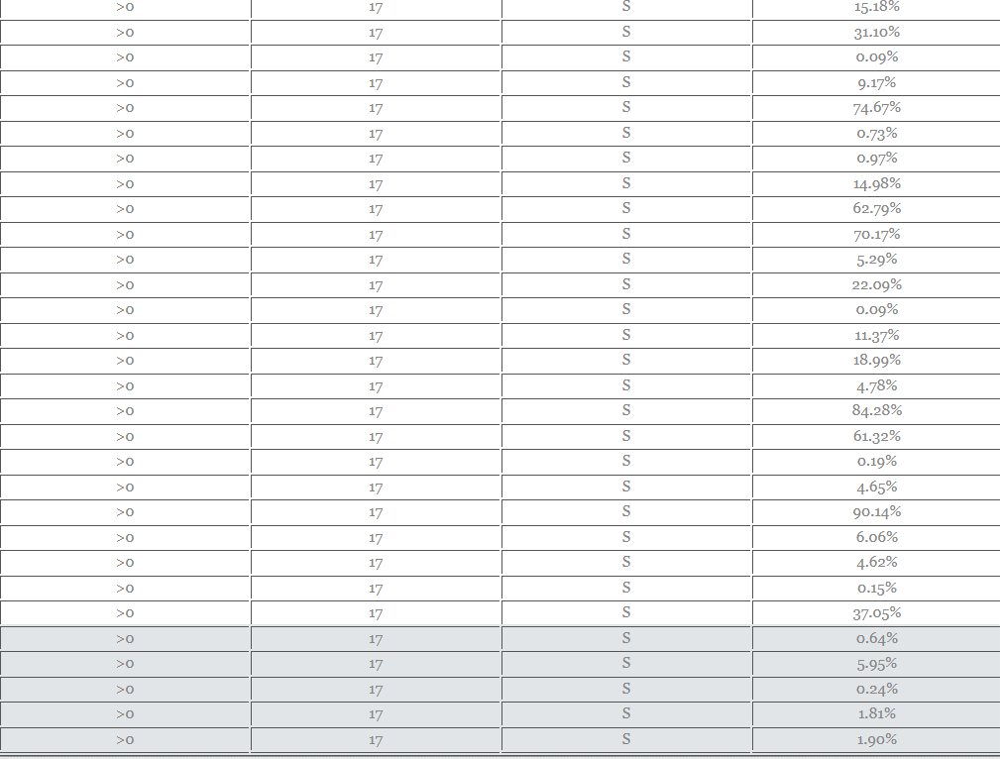 >0 17 S 15.18%
>0 17 S 31.10%
>0 17 S 0.09%
>0 17 S 9.17%
>0 17 S 74.67%
>0 17 S 0.73%
>0 17 S 0.97%
>0 17 S 14.98%
>0 17 S 62.79%
>0 17 S 70.17%
>0 17 S 5.29%
>0 17 S 22.09%
>0 17 S 0.09%
>0 17 S 11.37%
>0 17 S 18.99%
>0 17 S 4.78%
>0 17 S 84.28%
>0 17 S 61.32%
>0 17 S 0.19%
>0 17 S 4.65%
>0 17 S 90.14%
>0 17 S 6.06%
>0 17 S 4.62%
>0 17 S 0.15%
>0 17 S 37.05%
>0 17 S 0.64%
>0 17 S 5.95%
>0 17 S 0.24%
>0 17 S 1.81%
>0 17 S 1.90%